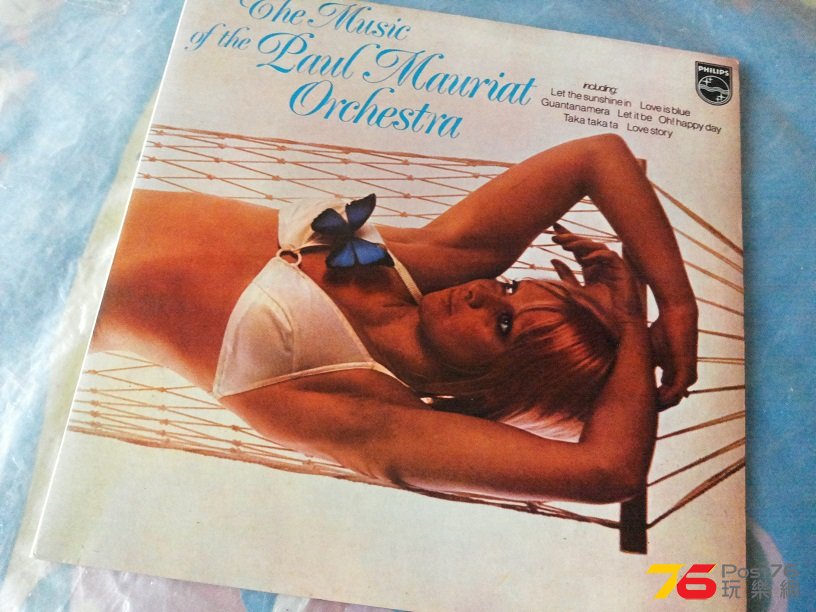 The Music
of the Paul Mauriat
Orchestra
including:
Let the sunshine in Love is blue
Guantanamera Let it be Oh! happy day
Taka taka ta Love story
PHILIPS
76 Post76
玩樂網